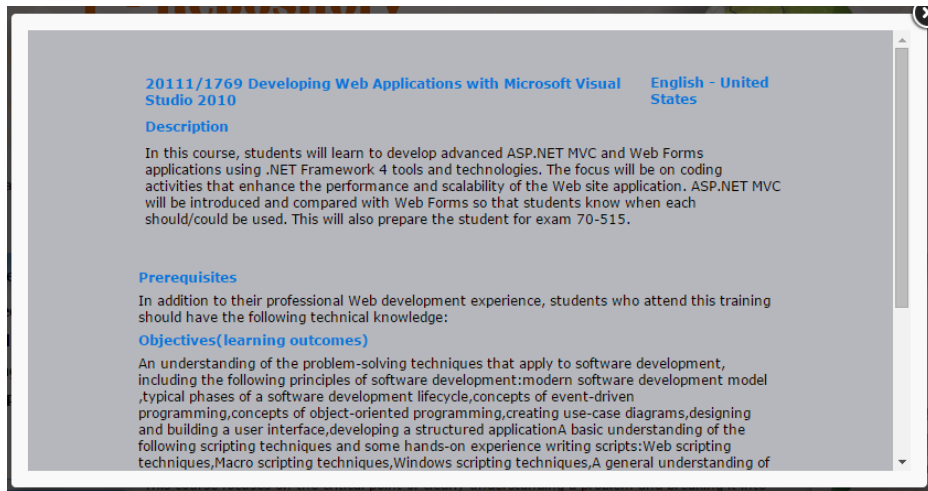 20111/1769 Developing Web Applications with Microsoft Visual
Studio 2010
English - United
States
Description
In this course, students will learn to develop advanced ASP.NET MVC and Web Forms
applications using .NET Framework 4 tools and technologies. The focus will be on coding
activities that enhance the performance and scalability of the Web site application. ASP.NET MVC
will be introduced and compared with Web Forms so that students know when each
should/could be used. This will also prepare the student for exam 70-515.
Prerequisites
In addition to their professional Web development experience, students who attend this training
should have the following technical knowledge:
Objectives(learning outcomes)
An understanding of the problem-solving techniques that apply to software development,
including the following principles of software development:modern software development model
,typical phases of a software development lifecycle,concepts of event-driven
programming,concepts of object-oriented programming,creating use-case diagrams,designing
and building a user interface,developing a structured applicationA basic understanding of the
following scripting techniques and some hands-on experience writing scripts:Web scripting
techniques,Macro scripting techniques,Windows scripting techniques,A general understanding of